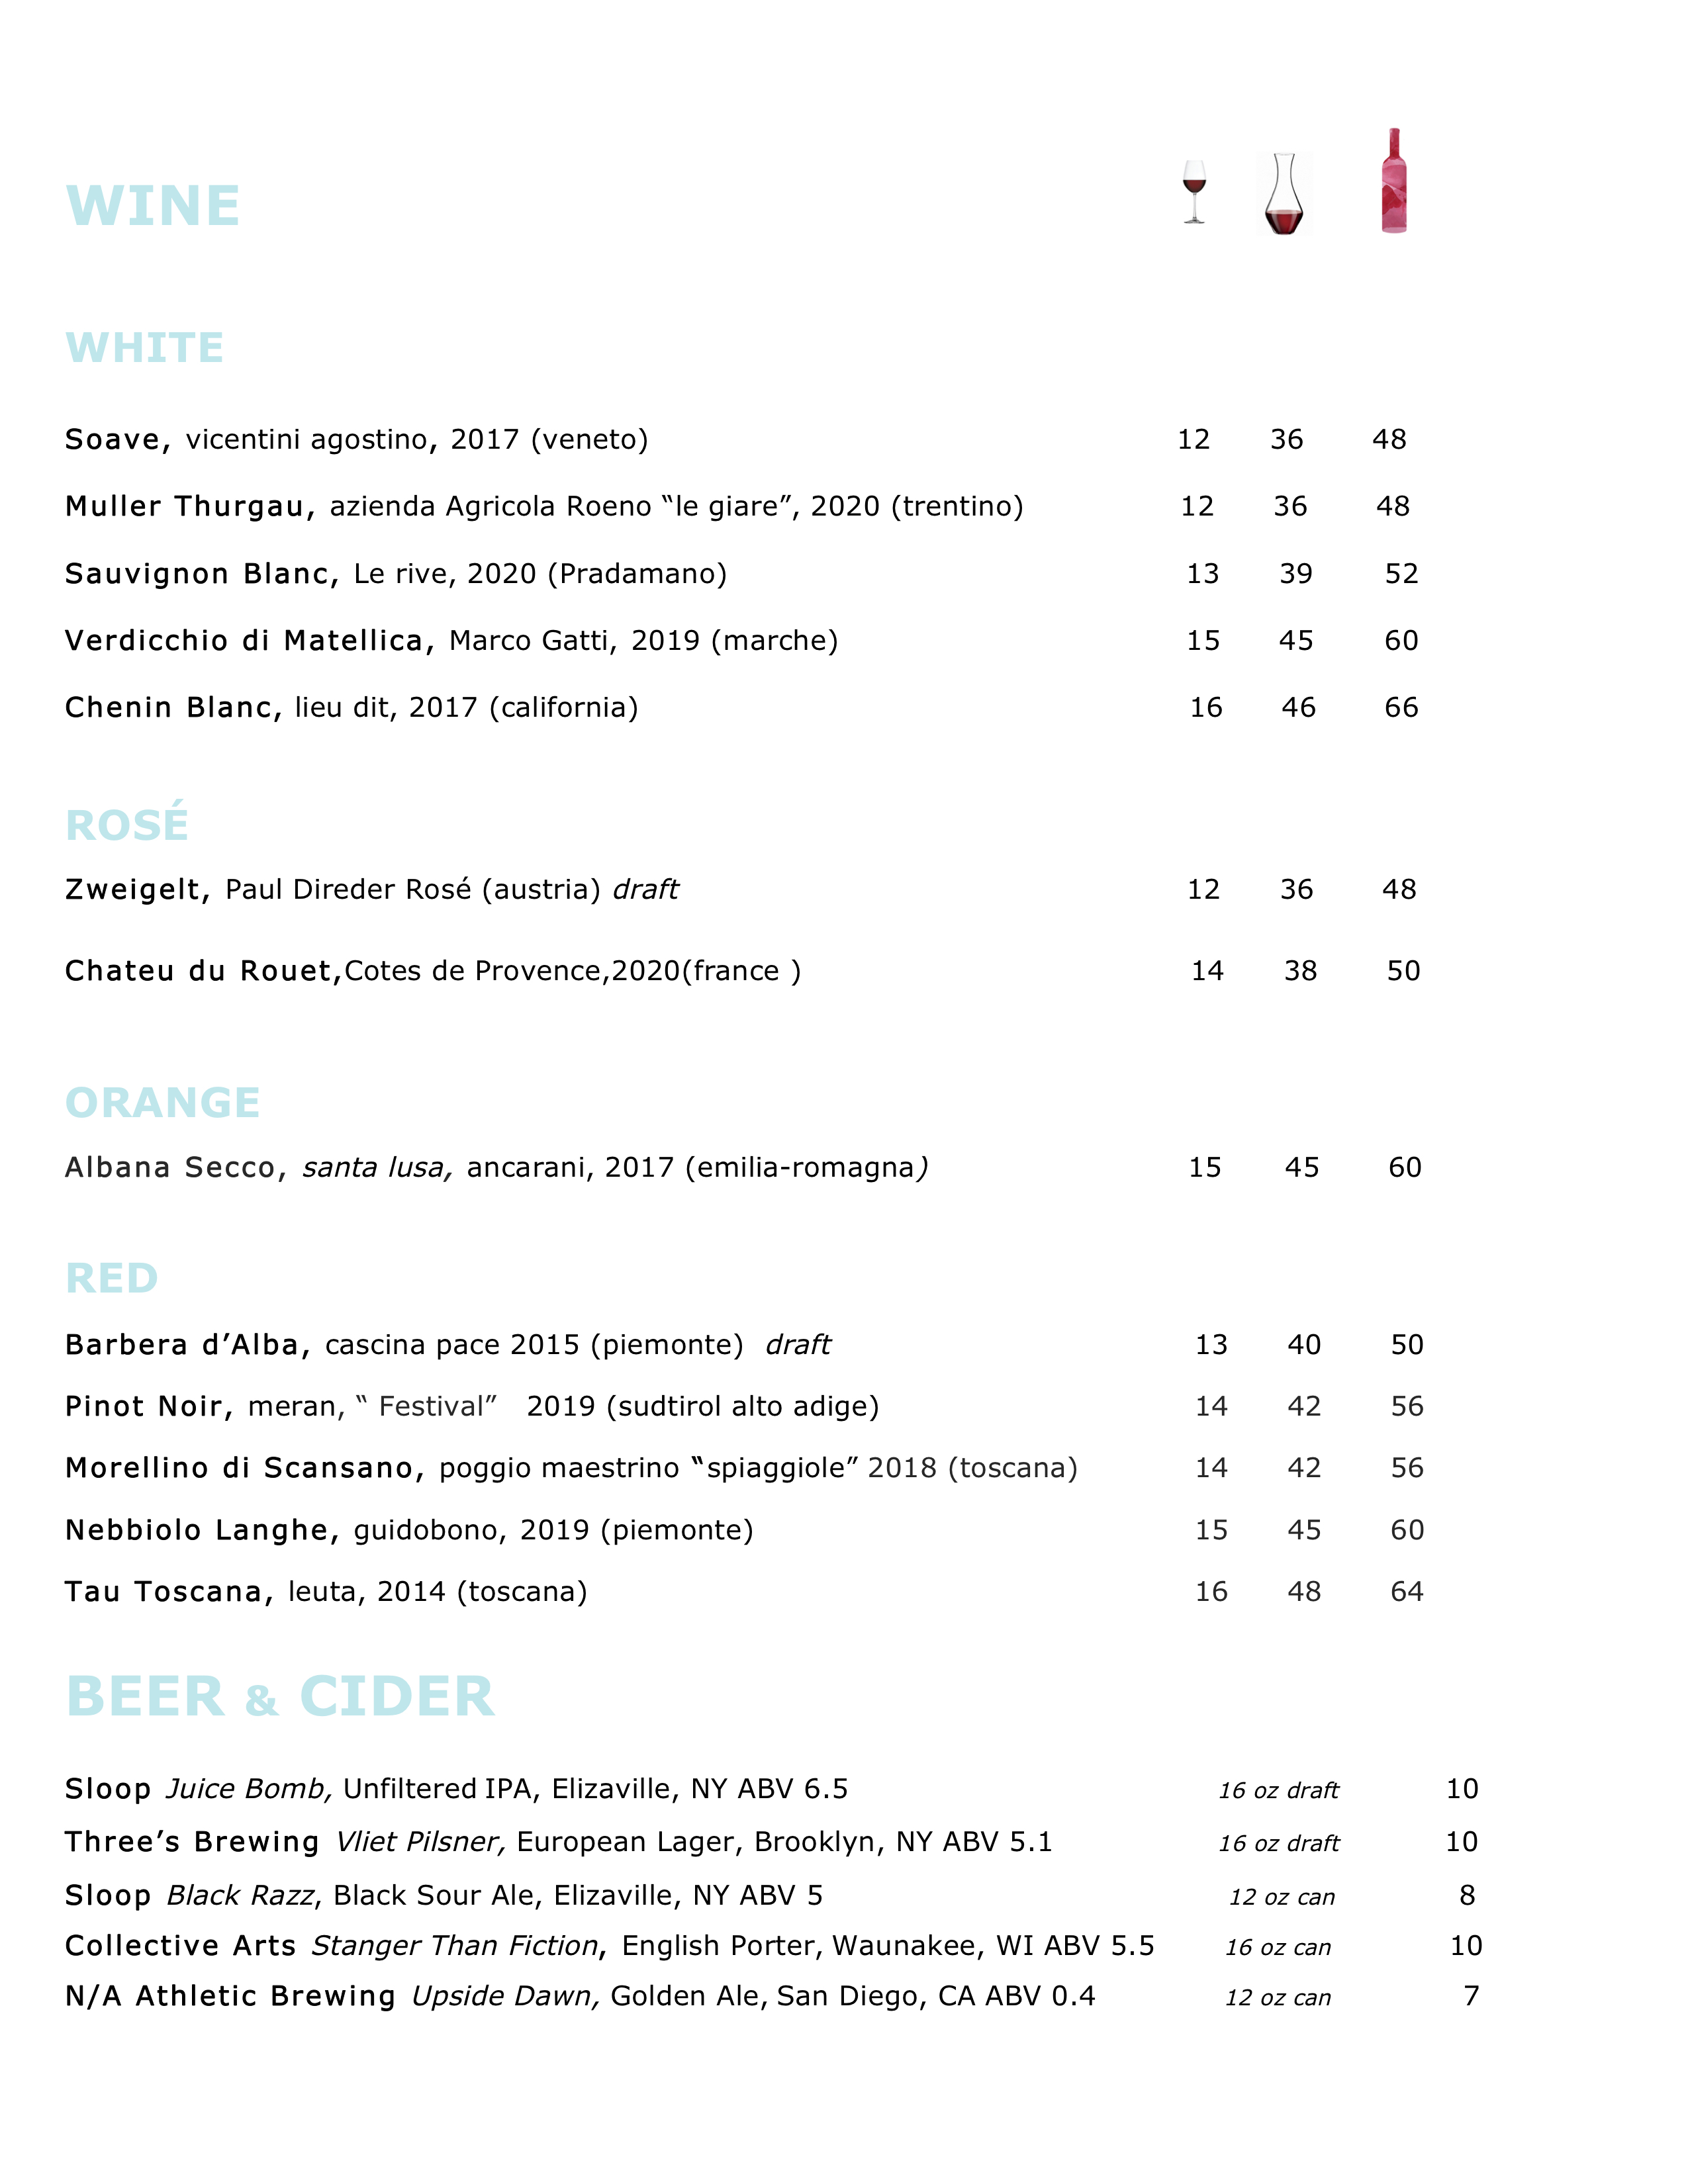 WINE
WHITE
Soave, vicentini agostino, 2017 (veneto) 12 36 48
Muller Thurgau, azienda Agricola Roeno “le giare”, 2020 (trentino) 12 36 48
Sauvignon Blanc, Le rive, 2020 (Pradamano) 13 39 52
Verdicchio di Matellica, Marco Gatti, 2019 (marche) 15 45 60
Chenin Blanc, lieu dit, 2017 (california) 16 46 66
ROSÉ
Zweigelt, Paul Direder Rosé (austria) draft 12 36 48
Chateu du Rouet,Cotes de Provence,2020(france ) 14 38 50
ORANGE
Albana Secco, santa lusa, ancarani, 2017 (emilia-romagna) 15 45 60
RED
Barbera d’Alba, cascina pace 2015 (piemonte) draft 13 40 50
Pinot Noir, meran, “ Festival” 2019 (sudtirol alto adige) 14 42 56
Morellino di Scansano, poggio maestrino “spiaggiole” 2018 (toscana) 14 42 56
Nebbiolo Langhe, guidobono, 2019 (piemonte) 15 45 60
Tau Toscana, leuta, 2014 (toscana) 16 48 64
BEER & CIDER
Sloop Juice Bomb, Unfiltered IPA, Elizaville, NY ABV 6.5 16 oz draft 10
Three’s Brewing Vliet Pilsner, European Lager, Brooklyn, NY ABV 5.1 16 oz draft 10
Sloop Black Razz, Black Sour Ale, Elizaville, NY ABV 5 12 oz can 8
Collective Arts Stanger Than Fiction, English Porter, Waunakee, WI ABV 5.5 16 oz can 10
N/A Athletic Brewing Upside Dawn, Golden Ale, San Diego, CA ABV 0.4 12 oz can 7